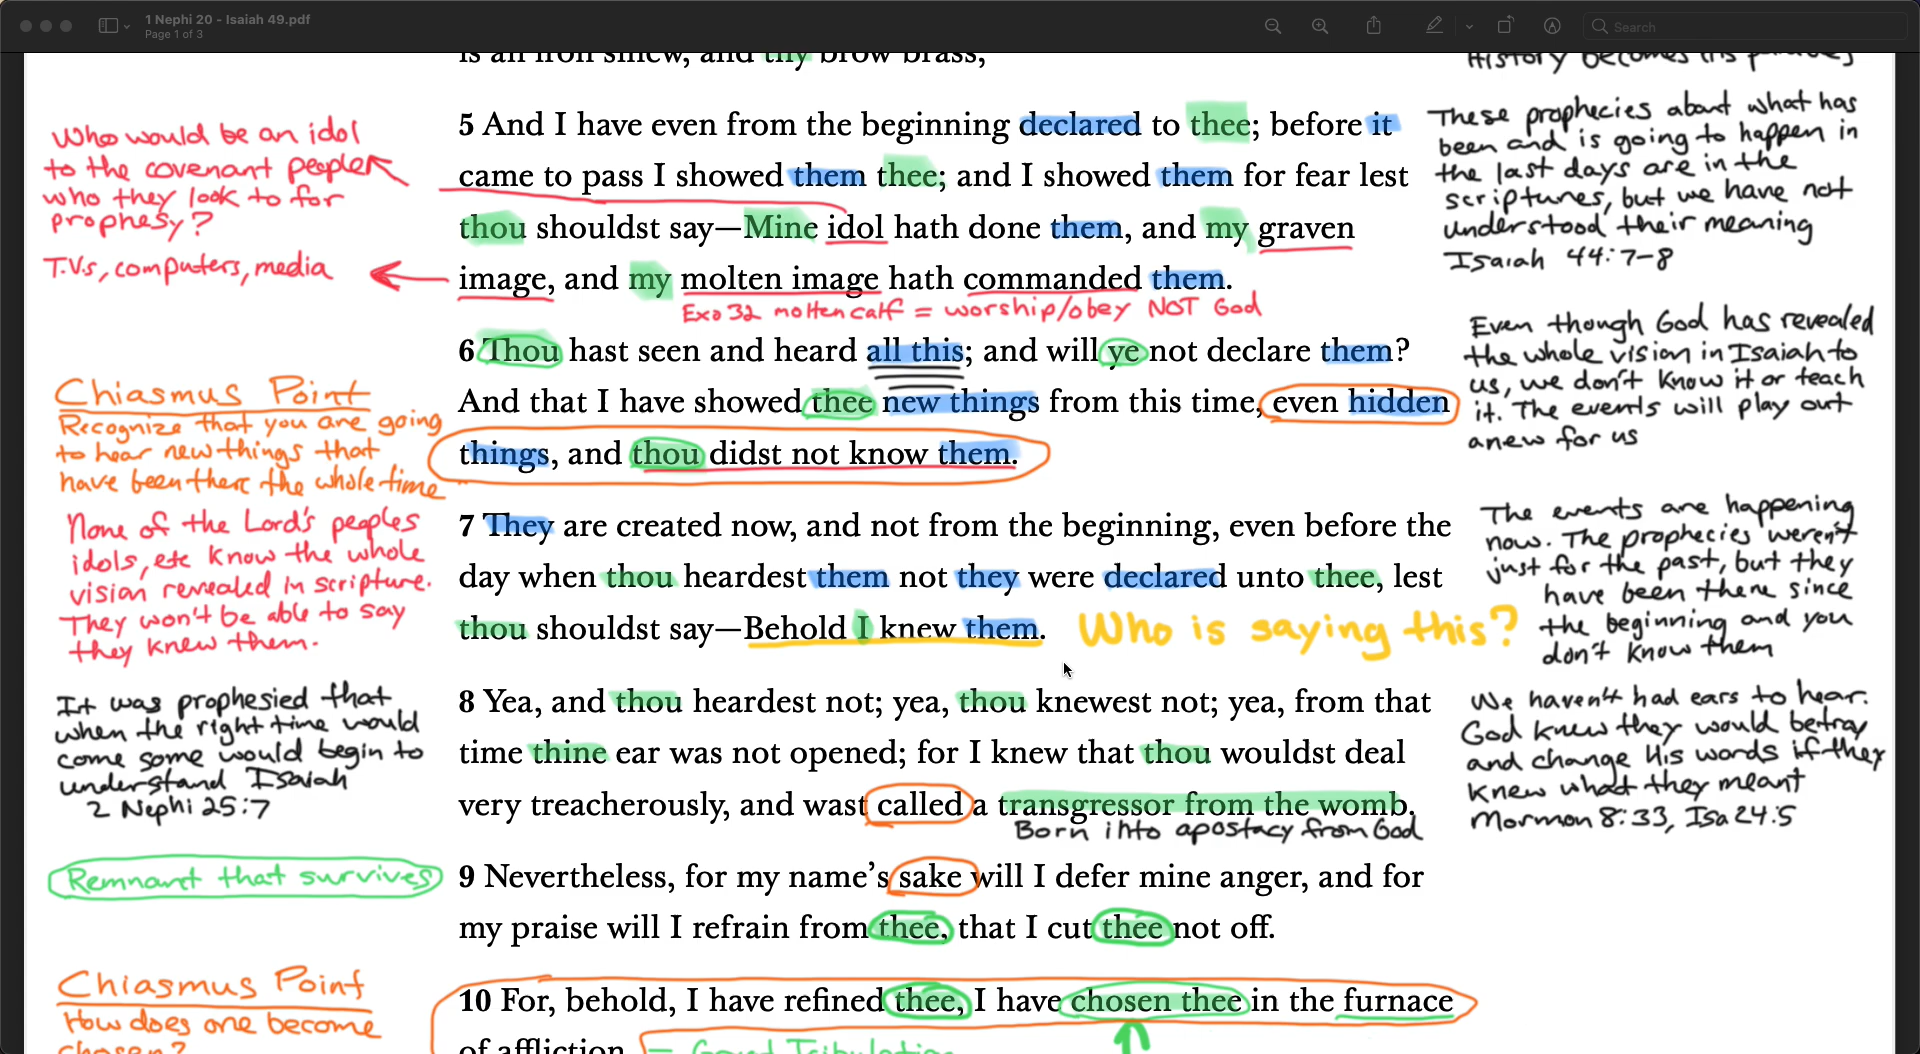 1 Nephi 20 - Isaiah 49.pdf
Page 1 of 3
Search
is an iron sinew, and thy brow brass;
History becomes its
5 And I have even from the beginning declared to thee; before it
came to pass I showed them thee; and I showed them for fear lest
thou shouldst say—Mine idol hath done them, and my graven
image, and my molten image hath commanded them.
Exo 32 molten calf = worship/obey NOT God
6 Thou hast seen and heard all this; and will ye not declare them?
And that I have showed thee new things from this time, even hidden
things, and thou didst not know them.
7 They are created now, and not from the beginning, even before the
day when thou heardest them not they were declared unto thee, lest
thou shouldst say—Behold I knew them.
Who is saying this?
8 Yea, and thou heardest not; yea, thou knewest not; yea, from that
time thine ear was not opened; for I knew that thou wouldst deal
very treacherously, and wast called a transgressor from the womb.
Born into apostacy from God
9 Nevertheless, for my name's sake will I defer mine anger, and for
my praise will I refrain from thee, that I cut thee not off.
10 For, behold, I have refined thee, I have chosen thee in the furnace
of affliction.
= Great Tribulation
Who would be an idol
to the covenant people
who they look to for
prophesy?
T.V.s, computers, media
Chiasmus Point
Recognize that you are going
to hear new things that
have been there the whole time
None of the Lord's peoples
idols, etc know the whole
vision revealed in scripture.
They won't be able to say
they knew them.
It was prophesied that
when the right time would
come some would begin to
understand Isaiah
2 Nephi 25:7
Remnant that survives
Chiasmus Point
How does one become
chosen?
These prophecies about what has
been and is going to happen in
the last days are in the
scriptures, but we have not
understood their meaning
Isaiah 44:7-8
Even though God has revealed
the whole vision in Isaiah to
us, we don't know it or teach
it. The events will play out
anew for us
The events are happening
now. The prophecies weren't
just for the past, but they
have been there since
the beginning and you
don't know them
We haven't had ears to hear.
God knew they would betray
and change His words if they
knew what they meant
Mormon 8:33, Isa 24:5